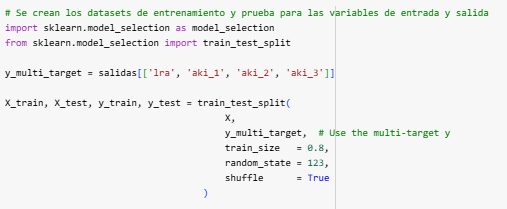 # Se crean los datasets de entrenamiento y prueba para las variables de entrada y salida
import sklearn.model_selection as model_selection
from sklearn.model_selection import train_test_split
y_multi_target = salidas[['lra', 'aki_1', 'aki_2', 'aki_3']]
X_train, X_test, y_train, y_test = train_test_split(
X,
y_multi_target,  # Use the multi-target y
train_size   = 0.8,
random_state = 123,
shuffle      = True
)